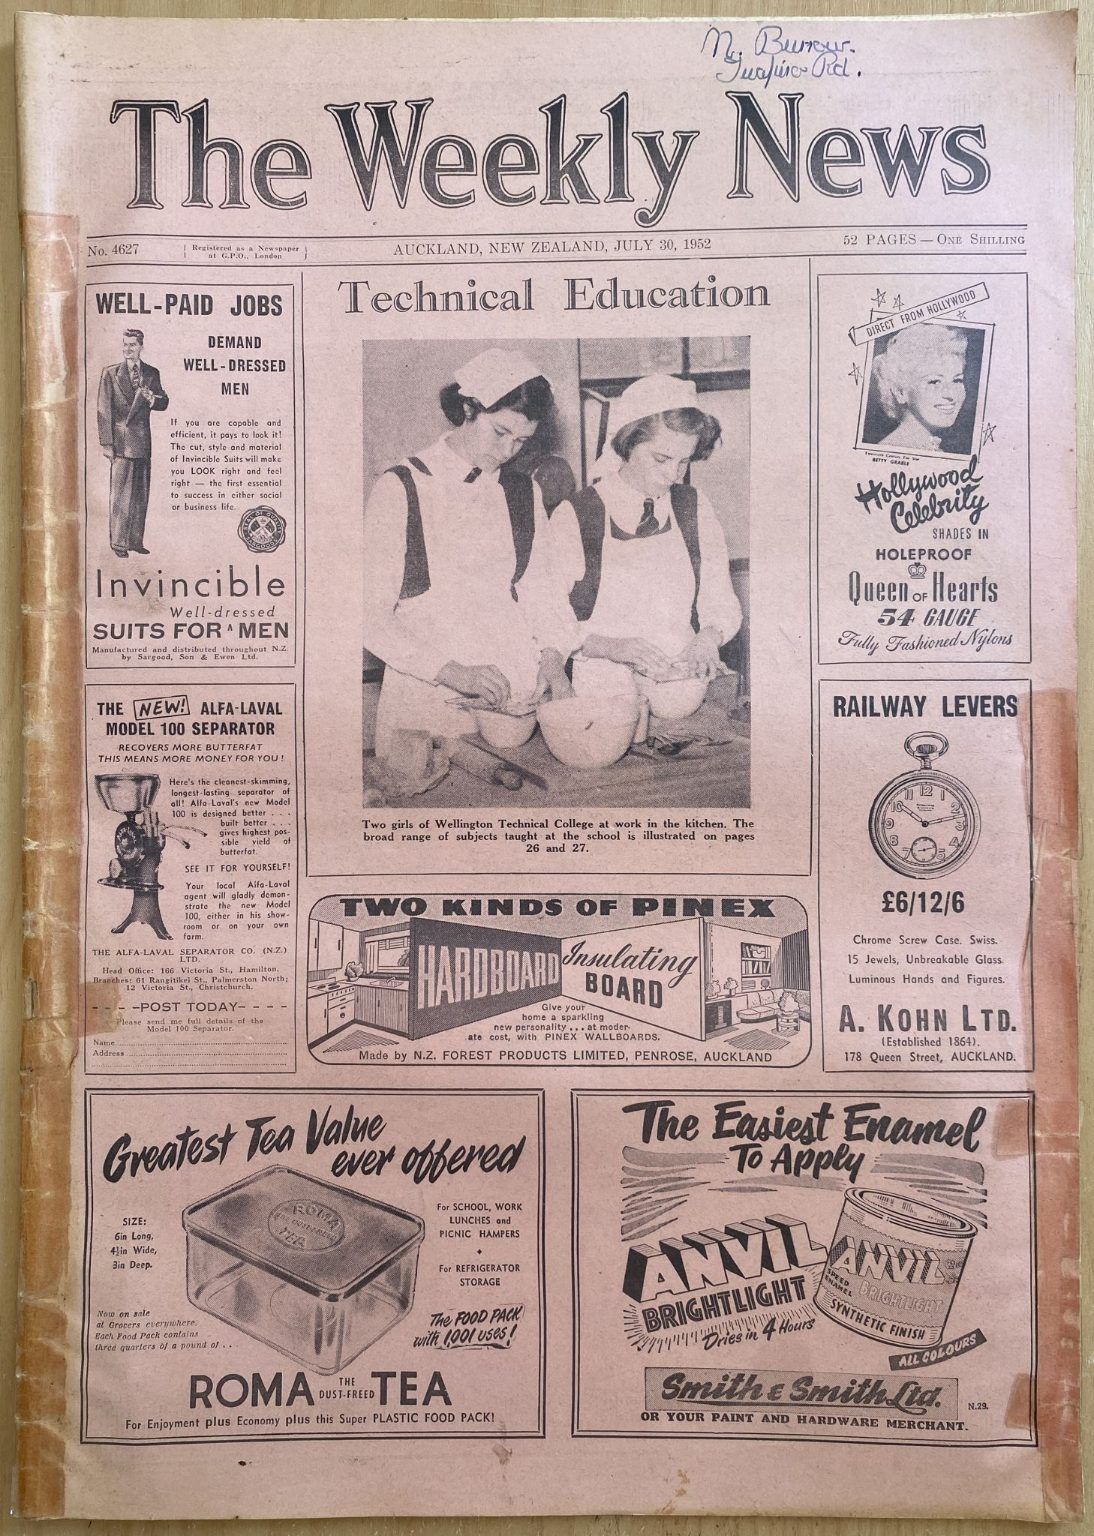 N. Burrow.
Rd.
The Weekly News
No. 4627
Registered as a Newspaper
at G.P.O., London
AUCKLAND, NEW ZEALAND, JULY 30, 1952
52 PAGES — ONE SHILLING
WELL-PAID JOBS
DEMAND
WELL-DRESSED
MEN
If you are capable and
efficient, it pays to look it!
The cut, style and material
of Invincible Suits will make
you LOOK right and feel
right — the first essential
to success in either social
or business life.
Invincible
Well-dressed
SUITS FOR A MEN
Manufactured and distributed throughout N.Z.
by Sargood, Son & Ewen Ltd.
THE NEW! ALFA-LAVAL
MODEL 100 SEPARATOR
RECOVERS MORE BUTTERFAT
THIS MEANS MORE MONEY FOR YOU!
Here's the cleanest-skimming,
longest-lasting separator of
all! Alfa-Laval's new Model
100 is designed better . . .
built better . . .
gives highest pos-
sible yield of
butterfat.
SEE IT FOR YOURSELF!
Your local Alfa-Laval
agent will gladly demon-
strate the new Model
100, either in his show-
room or on your own
farm.
THE ALFA-LAVAL SEPARATOR CO. (N.Z.)
LTD.
Head Office: 166 Victoria St., Hamilton.
Branches: 61 Rangitikei St., Palmerston North;
12 Victoria St., Christchurch.
- - - -POST TODAY- - - -
Please send me full details of the
Model 100 Separator.
Name
Address
Technical Education
Two girls of Wellington Technical College at work in the kitchen. The
broad range of subjects taught at the school is illustrated on pages
26 and 27.
TWO KINDS OF PINEX
HARDBOARD
Insulating
BOARD
Give your
home a sparkling
new personality . . . at moder-
ate cost, with PINEX WALLBOARDS.
Made by N.Z. FOREST PRODUCTS LIMITED, PENROSE, AUCKLAND
DIRECT FROM HOLLYWOOD
Twentieth Century Fox Star
BETTY GRABLE
Hollywood
Celebrity
SHADES IN
HOLEPROOF
Queen OF Hearts
54 GAUGE
Fully Fashioned Nylons
RAILWAY LEVERS
£6/12/6
Chrome Screw Case. Swiss.
15 Jewels, Unbreakable Glass.
Luminous Hands and Figures.
A. KOHN LTD.
(Established 1864).
178 Queen Street, AUCKLAND.
Greatest Tea Value
ever offered
SIZE:
6in Long,
4½in Wide,
3in Deep.
ROMA
TEA
For SCHOOL, WORK
LUNCHES and
PICNIC HAMPERS
For REFRIGERATOR
STORAGE
Now on sale
at Grocers everywhere.
Each Food Pack contains
three quarters of a pound of . .
The FOOD PACK
with 1,001 uses!
ROMA THE DUST-FREED TEA
For Enjoyment plus Economy plus this Super PLASTIC FOOD PACK!
The Easiest Enamel
To Apply
ANVIL
BRIGHTLIGHT
Dries in 4 Hours
ANVIL
SPEED
ENAMEL
BRIGHTLIGHT
SYNTHETIC FINISH
ALL COLOURS
Smith & Smith Ltd.
N.29.
OR YOUR PAINT AND HARDWARE MERCHANT.